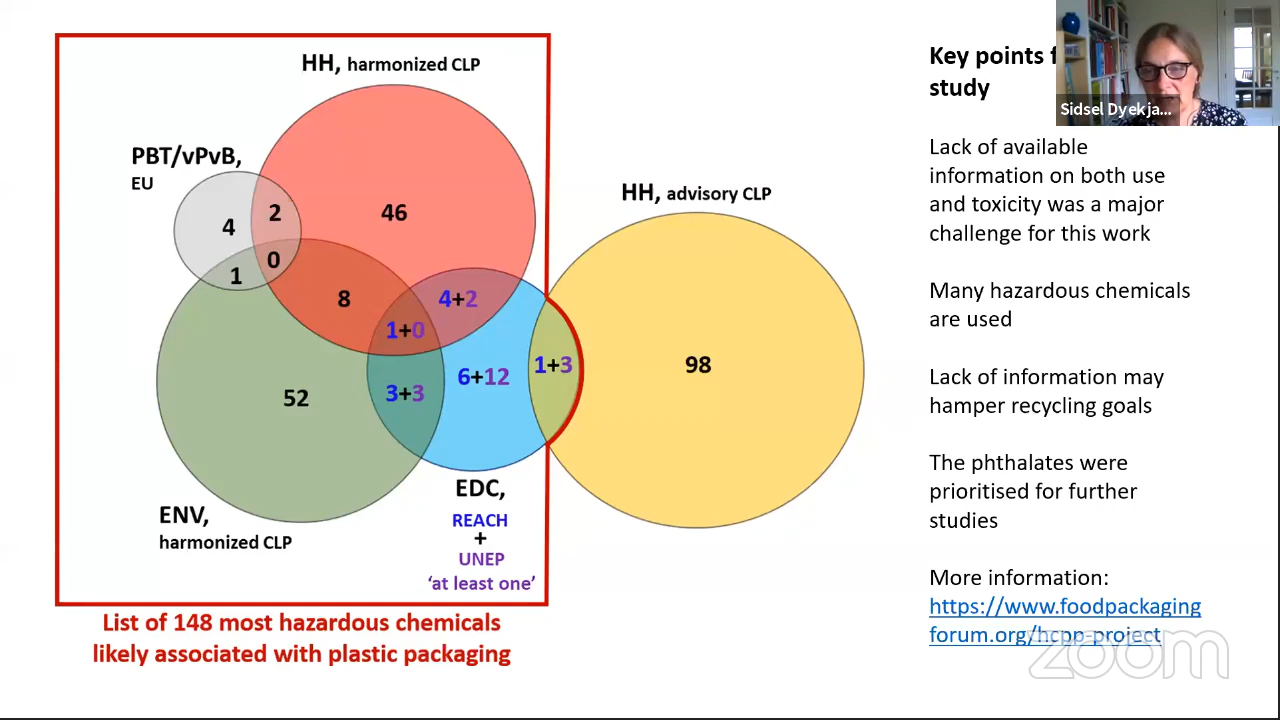 HH, harmonized CLP
PBT/vPvB,
EU
4
2
46
0
1
8
4+2
1+0
52
3+3
6+12
1+3
HH, advisory CLP
98
ENV,
harmonized CLP
EDC,
REACH
+
UNEP
‘at least one’
List of 148 most hazardous chemicals
likely associated with plastic packaging
Key points
study
Sidsel Dyekja...
Lack of available
information on both use
and toxicity was a major
challenge for this work
Many hazardous chemicals
are used
Lack of information may
hamper recycling goals
The phthalates were
prioritised for further
studies
More information:
https://www.foodpackaging
forum.org/hcpp-project
zoom